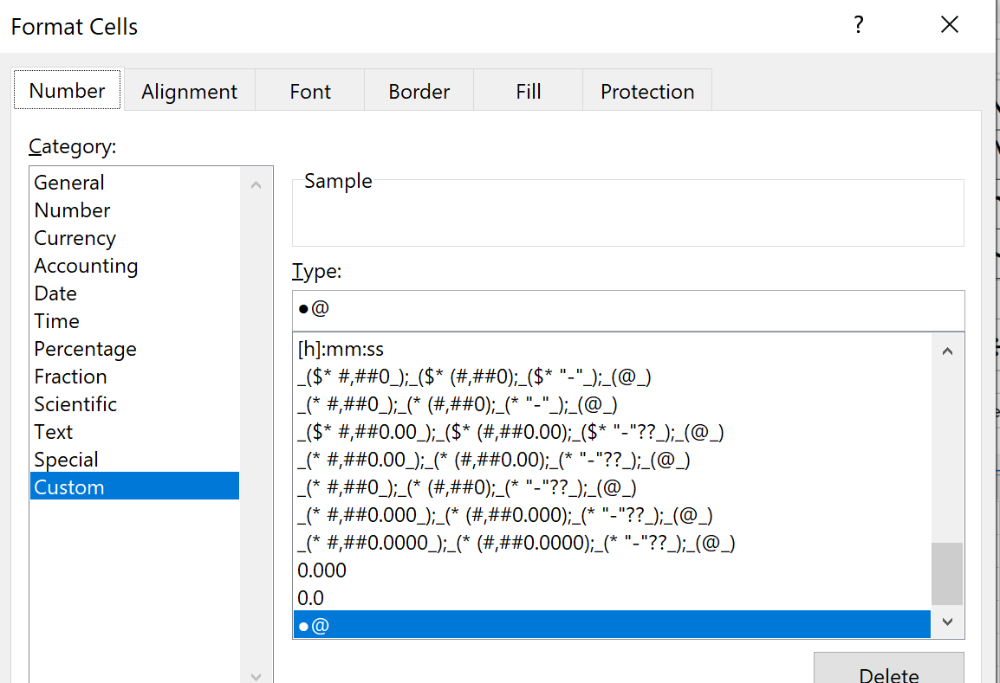 Format Cells ? ×
Number Alignment Font Border Fill Protection
Category:
General
Number
Currency
Accounting
Date
Time
Percentage
Fraction
Scientific
Text
Special
Custom
Sample
Type:
●@
[h]:mm:ss
_($* #,##0_);_($* (#,##0);_($* "-"_);_(@_)
_(* #,##0_);_(* (#,##0);_(* "-"_);_(@_)
_($* #,##0.00_);_($* (#,##0.00);_($* "-"??_);_(@_)
_(* #,##0.00_);_(* (#,##0.00);_(* "-"??_);_(@_)
_(* #,##0_);_(* (#,##0);_(* "-"??_);_(@_)
_(* #,##0.000_);_(* (#,##0.000);_(* "-"??_);_(@_)
_(* #,##0.0000_);_(* (#,##0.0000);_(* "-"??_);_(@_)
0.000
0.0
●@
Delete